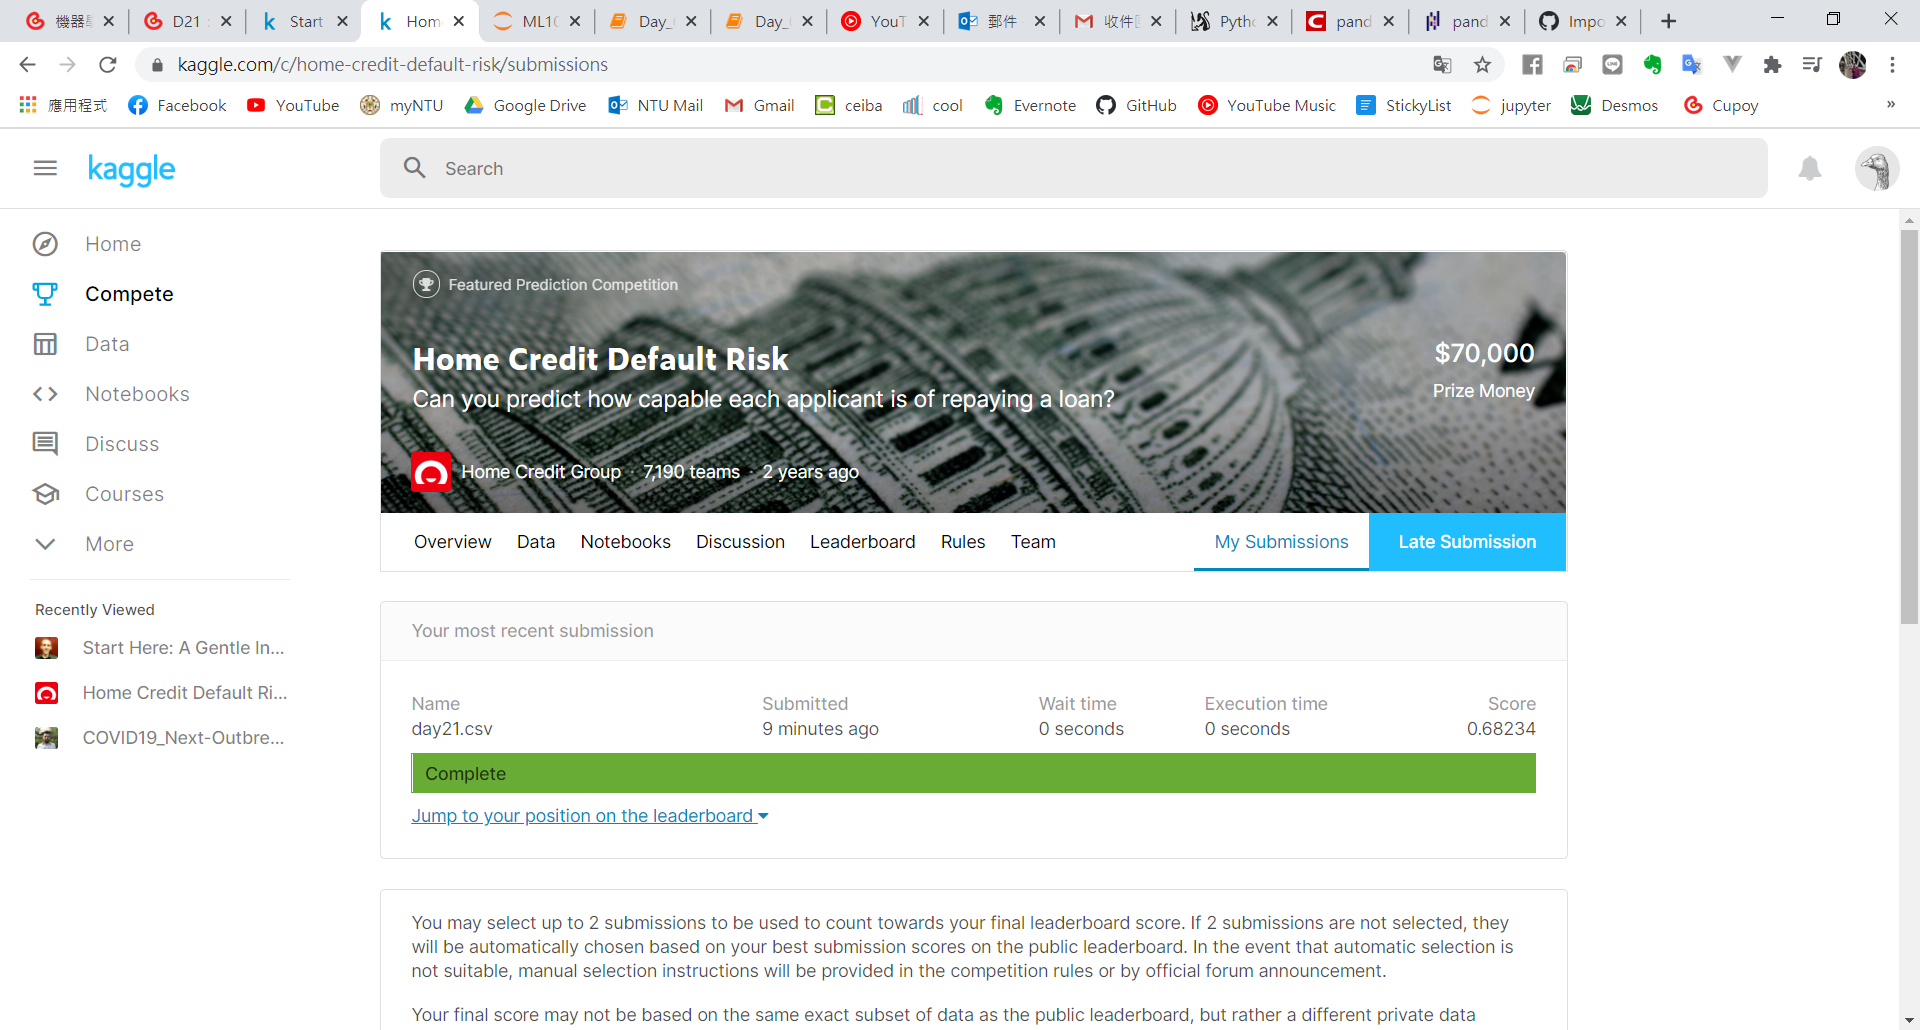 機器學
D21
Start
Hom
ML10
Day_
Day_
YouT
郵件
收件匣
Pytho
pand
pand
Impo
kaggle.com/c/home-credit-default-risk/submissions
應用程式
Facebook
YouTube
myNTU
Google Drive
NTU Mail
Gmail
ceiba
cool
Evernote
GitHub
YouTube Music
StickyList
jupyter
Desmos
Cupoy
»
kaggle
Search
Home
Compete
Data
Notebooks
Discuss
Courses
More
Recently Viewed
Start Here: A Gentle In...
Home Credit Default Ri...
COVID19_Next-Outbre...
Featured Prediction Competition
Home Credit Default Risk
Can you predict how capable each applicant is of repaying a loan?
$70,000
Prize Money
Home Credit Group · 7,190 teams · 2 years ago
Overview Data Notebooks Discussion Leaderboard Rules Team My Submissions Late Submission
Your most recent submission
Name Submitted Wait time Execution time Score
day21.csv 9 minutes ago 0 seconds 0 seconds 0.68234
Complete
Jump to your position on the leaderboard
You may select up to 2 submissions to be used to count towards your final leaderboard score. If 2 submissions are not selected, they
will be automatically chosen based on your best submission scores on the public leaderboard. In the event that automatic selection is
not suitable, manual selection instructions will be provided in the competition rules or by official forum announcement.
Your final score may not be based on the same exact subset of data as the public leaderboard, but rather a different private data